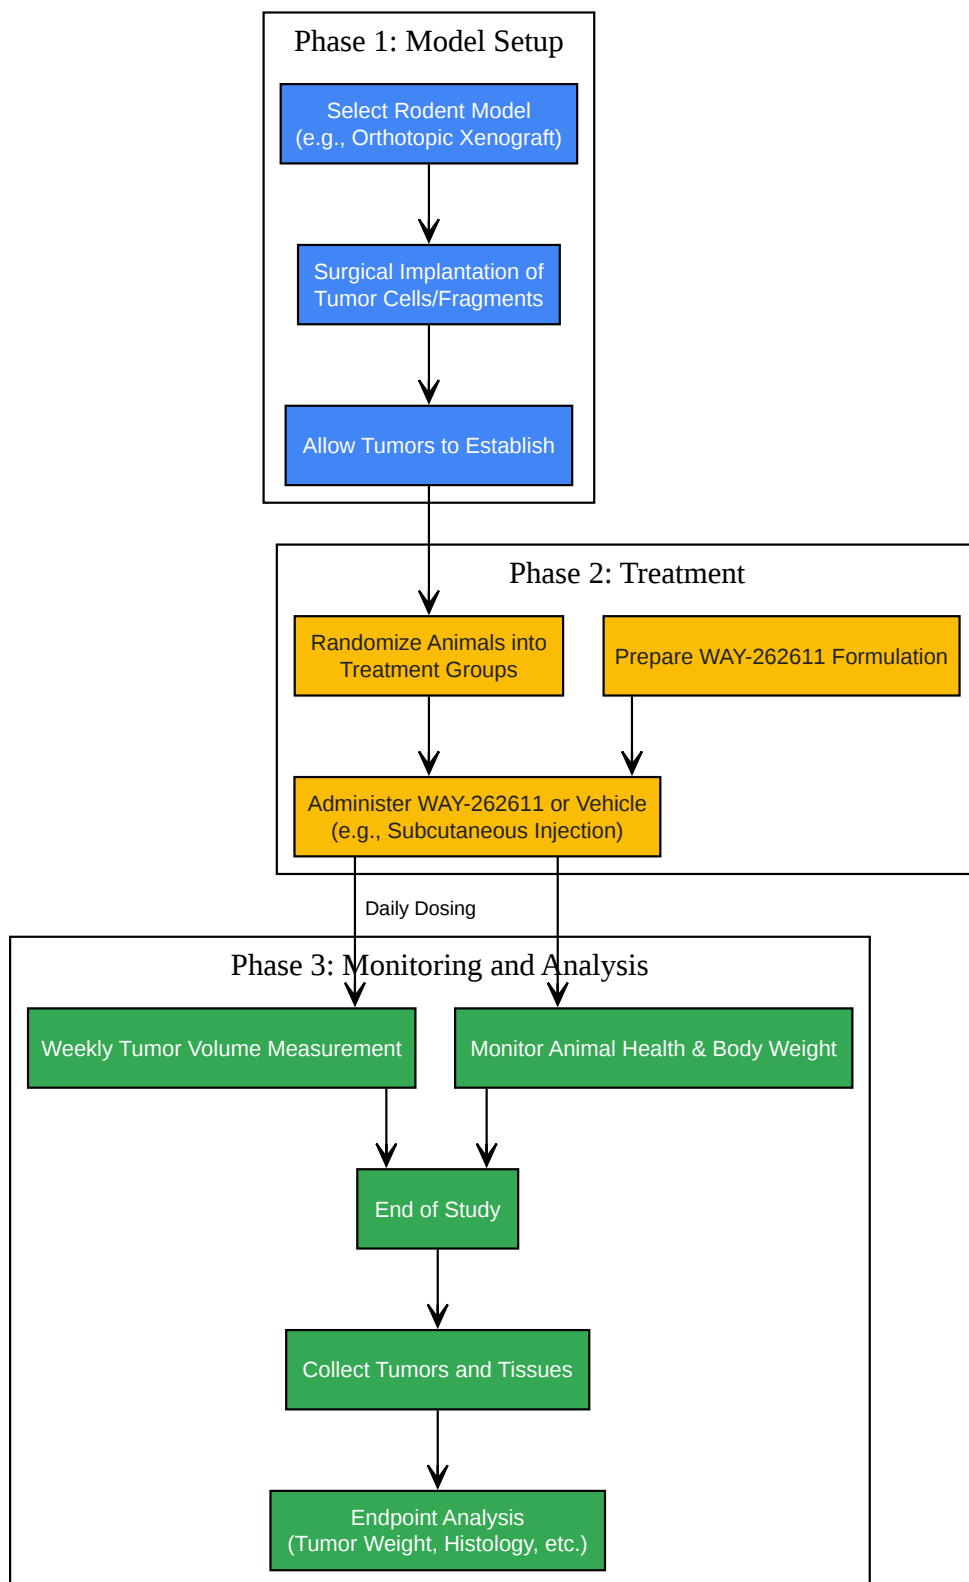 Phase 1: Model Setup
Select Rodent Model
(e.g., Orthotopic Xenograft)
Surgical Implantation of
Tumor Cells/Fragments
Allow Tumors to Establish
Phase 2: Treatment
Randomize Animals into
Treatment Groups
Prepare WAY-262611 Formulation
Administer WAY-262611 or Vehicle
(e.g., Subcutaneous Injection)
Daily Dosing
Phase 3: Monitoring and Analysis
Weekly Tumor Volume Measurement
Monitor Animal Health & Body Weight
End of Study
Collect Tumors and Tissues
Endpoint Analysis
(Tumor Weight, Histology, etc.)